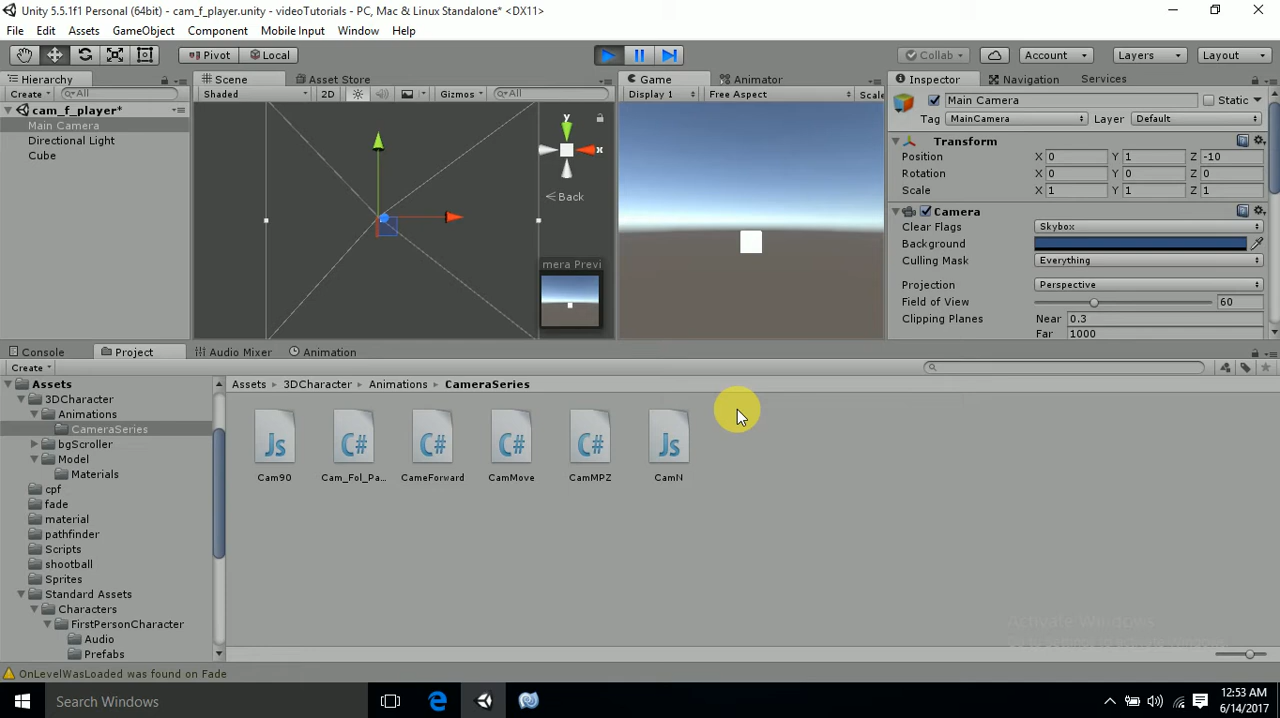 Unity 5.5.1f1 Personal (64bit) - cam_f_player.unity - videoTutorials - PC, Mac & Linux Standalone* <DX11>
File Edit Assets GameObject Component Mobile Input Window Help
Pivot Local Collab Account Layers Layout
Hierarchy Scene Asset Store Game Animator Inspector Navigation Services
Create All Shaded 2D Gizmos All Display 1 Free Aspect Scale Main Camera Static
cam_f_player*
Tag MainCamera Layer Default
Main Camera
Directional Light
Cube
y
x
Back
mera Previ
Transform
Position X 0 Y 1 Z -10
Rotation X 0 Y 0 Z 0
Scale X 1 Y 1 Z 1
Camera
Clear Flags Skybox
Background
Culling Mask Everything
Projection Perspective
Field of View 60
Clipping Planes Near 0.3
Far 1000
Console Project Audio Mixer Animation
Create
Assets
3DCharacter
Animations
CameraSeries
bgScroller
Model
Materials
cpf
fade
material
pathfinder
Scripts
shootball
Sprites
Standard Assets
Characters
FirstPersonCharacter
Audio
Prefabs
Assets 3DCharacter Animations CameraSeries
Js C# C# C# C# Js
Cam90 Cam_Fol_Pa... CameForward CamMove CamMPZ CamN
Activate Windows
OnLevelWasLoaded was found on Fade
Search Windows
12:53 AM
6/14/2017